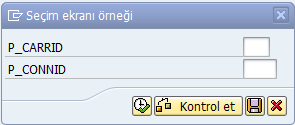 Seçim ekranı örneği
P_CARRID
P_CONNID
Kontrol et